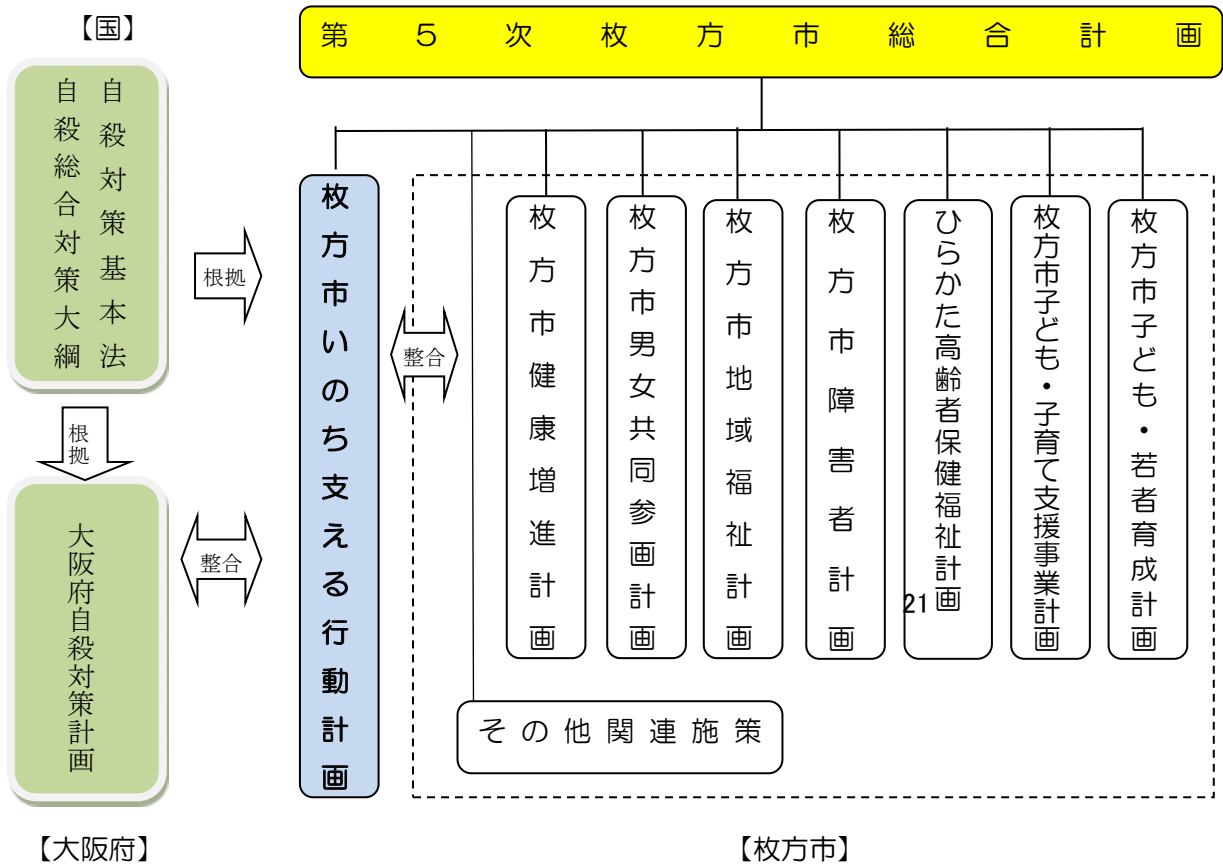 【国】
第5次枚方市総合計画
自殺対策基本法
自殺総合対策大綱
根拠
根拠
大阪府自殺対策計画
整合
枚方市いのち支える行動計画
整合
枚方市健康増進計画
枚方市男女共同参画計画
枚方市地域福祉計画
枚方市障害者計画
ひらかた高齢者保健福祉計画
21
枚方市子ども・子育て支援事業計画
枚方市子ども・若者育成計画
その他関連施策
【大阪府】
【枚方市】